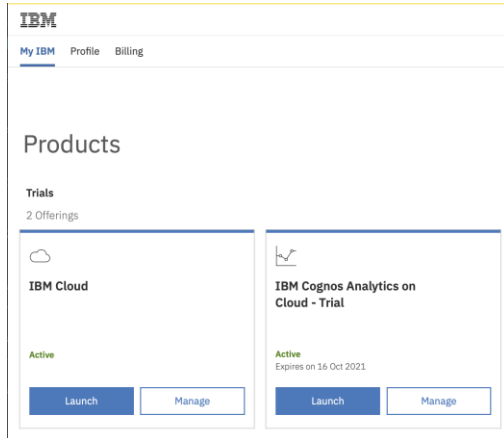 IBM
My IBM Profile Billing
Products
Trials
2 Offerings
IBM Cloud
Active
Launch Manage
IBM Cognos Analytics on
Cloud - Trial
Active
Expires on 16 Oct 2021
Launch Manage